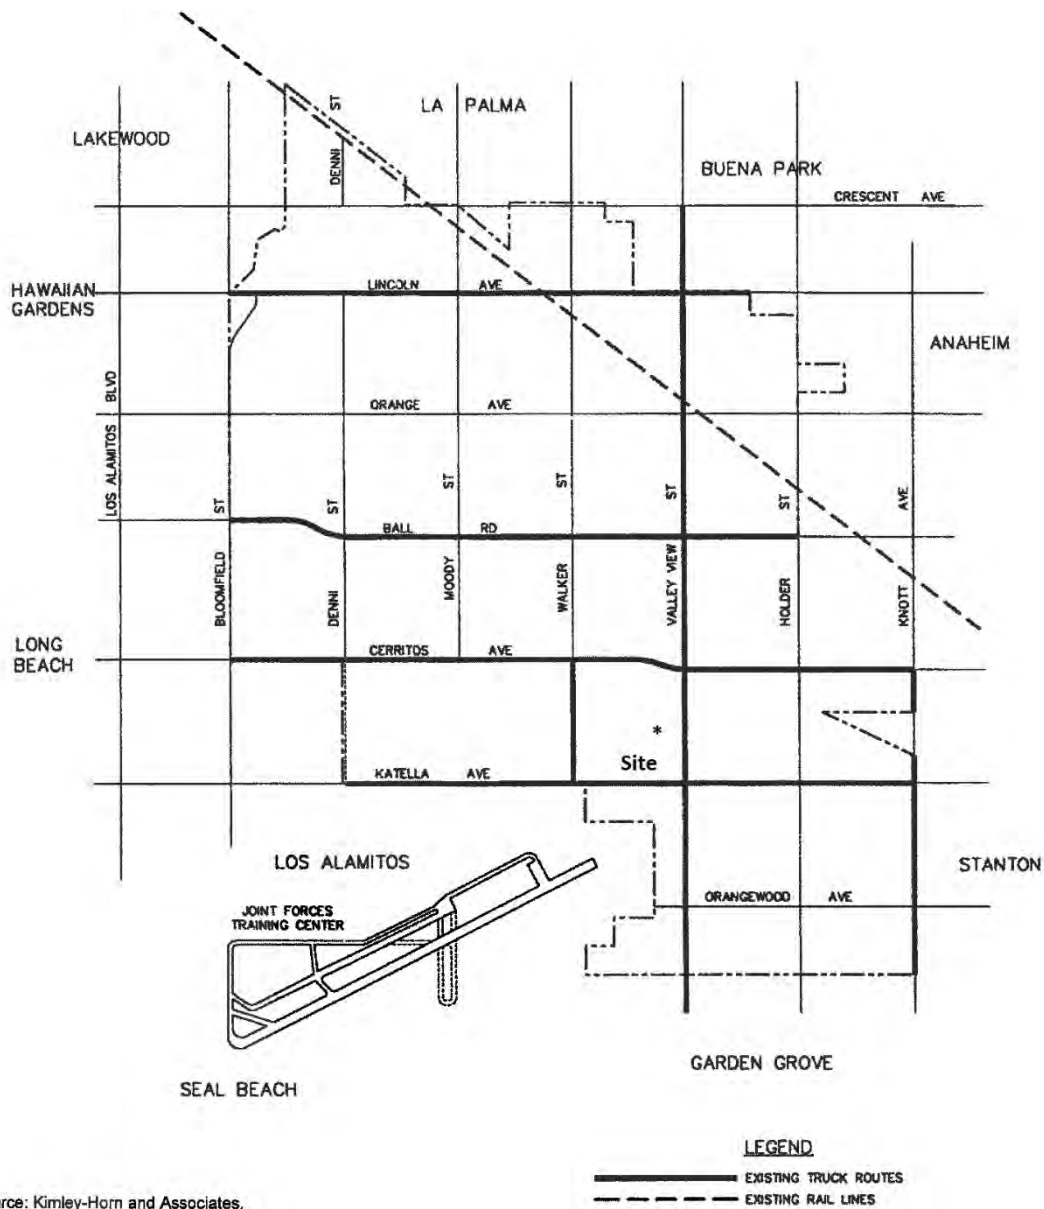 LA PALMA
LAKEWOOD
DENNI ST
BUENA PARK
CRESCENT AVE
HAWAIIAN
GARDENS
LINCOLN AVE
ANAHEIM
LOS ALAMITOS BLVD
ORANGE AVE
BLOOMFIELD ST
DENNI ST
MOODY ST
WALKER ST
VALLEY VIEW ST
HOLDER ST
KNOTT AVE
BALL RD
LONG
BEACH
CERRITOS AVE
*
Site
KATELLA AVE
LOS ALAMITOS
STANTON
ORANGEWOOD AVE
JOINT FORCES
TRAINING CENTER
GARDEN GROVE
SEAL BEACH
LEGEND
EXISTING TRUCK ROUTES
EXISTING RAIL LINES
rce: Kimley-Horn and Associates.